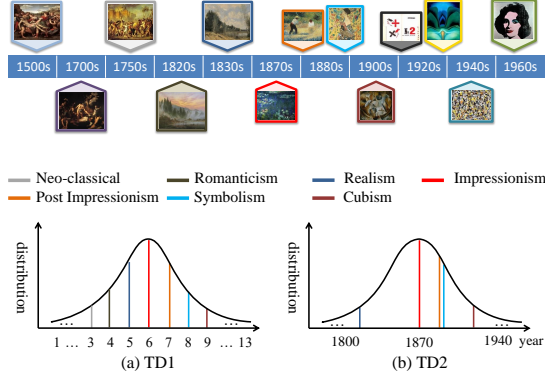 1500s 1700s 1750s 1820s 1830s 1870s 1880s 1900s 1920s 1940s 1960s
Neo-classical Romanticism Realism Impressionism
Post Impressionism Symbolism Cubism
distribution distribution
1 ... 3 4 5 6 7 8 9 ... 13
... 1800 1870 1940 ... year
(a) TD1 (b) TD2